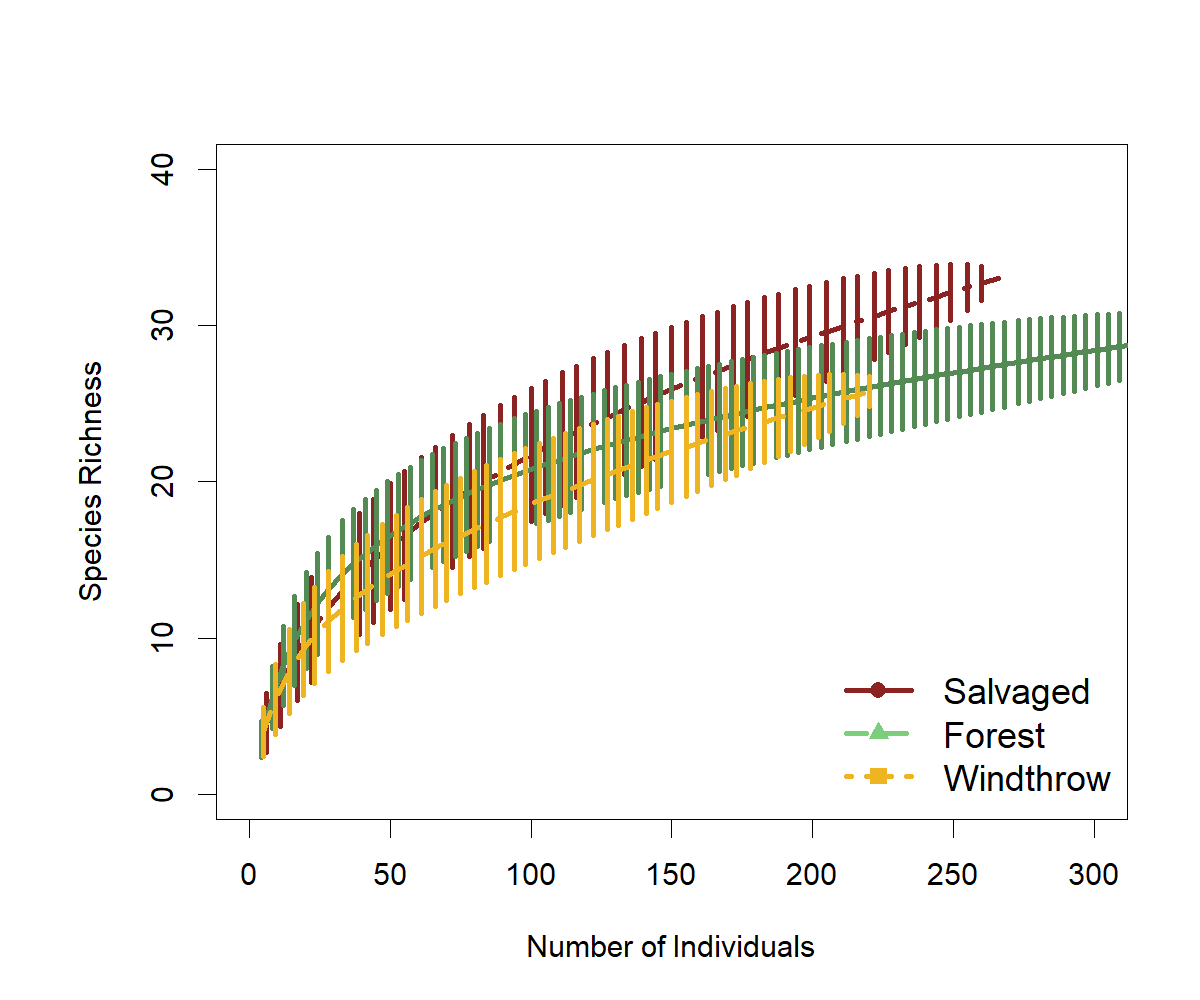 40
30
20
10
0
Species Richness
Salvaged
Forest
Windthrow
0 50 100 150 200 250 300
Number of Individuals